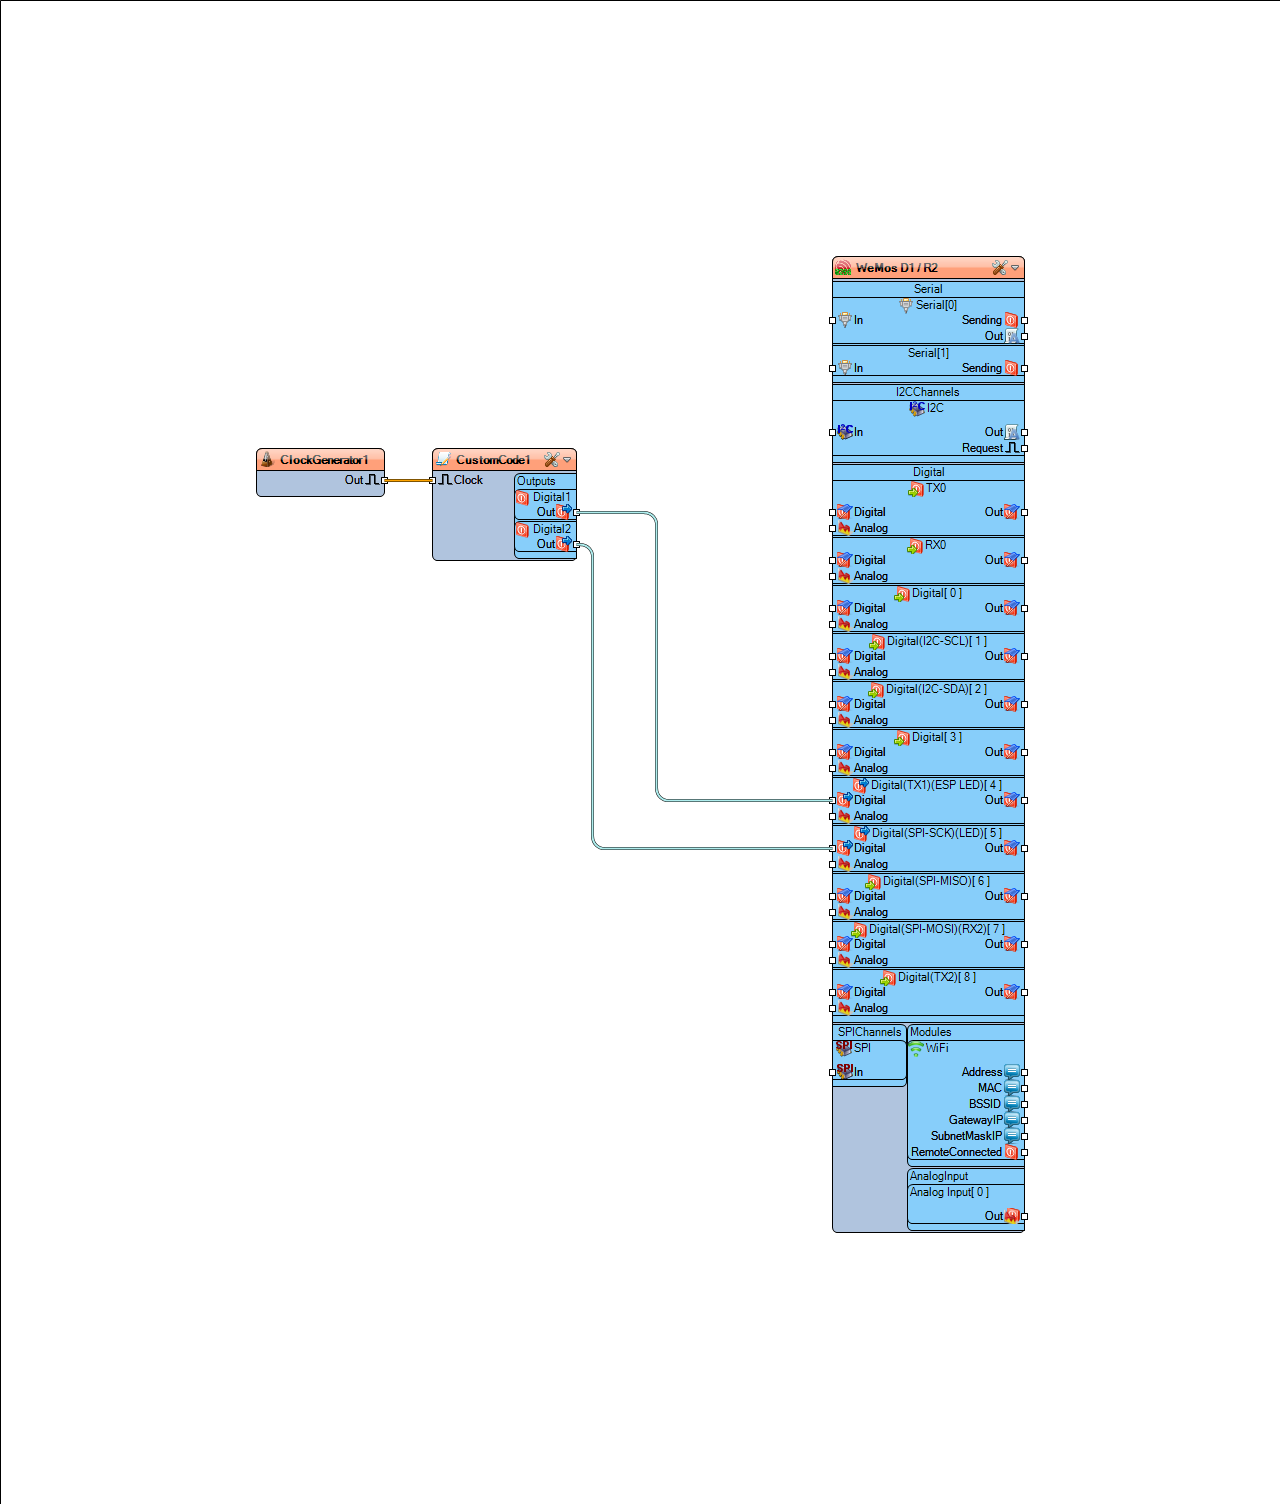 WeMos D1 / R2
Serial
Serial[0]
In Sending
Out
Serial[1]
In Sending
I2CChannels
I2C
In Out
Request
ClockGenerator1
Out
CustomCode1
Clock
Outputs
Digital1
Out
Digital2
Out
Digital
TX0
Digital Out
Analog
RX0
Digital Out
Analog
Digital[ 0 ]
Digital Out
Analog
Digital(I2C-SCL)[ 1 ]
Digital Out
Analog
Digital(I2C-SDA)[ 2 ]
Digital Out
Analog
Digital[ 3 ]
Digital Out
Analog
Digital(TX1)(ESP LED)[ 4 ]
Digital Out
Analog
Digital(SPI-SCK)(LED)[ 5 ]
Digital Out
Analog
Digital(SPI-MISO)[ 6 ]
Digital Out
Analog
Digital(SPI-MOSI)(RX2)[ 7 ]
Digital Out
Analog
Digital(TX2)[ 8 ]
Digital Out
Analog
SPIChannels
SPI
In
Modules
WiFi
Address
MAC
BSSID
GatewayIP
SubnetMaskIP
RemoteConnected
AnalogInput
Analog Input[ 0 ]
Out